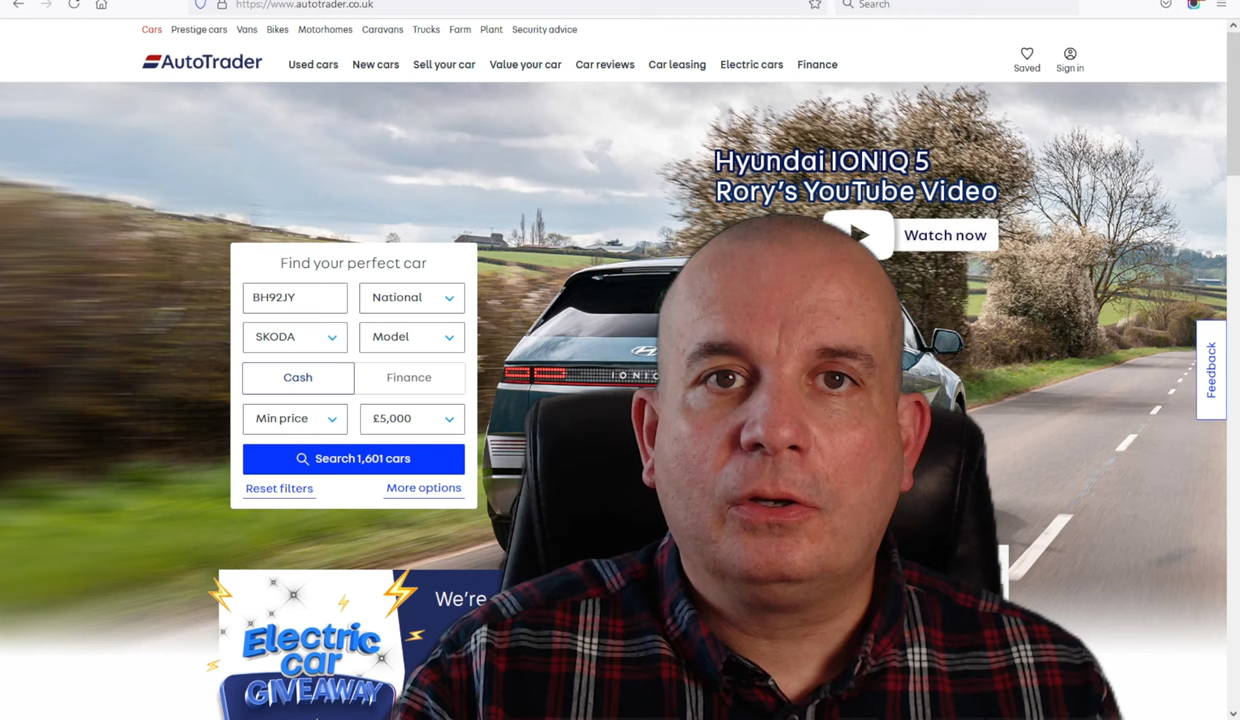 https://www.autotrader.co.uk
Search
Cars Prestige cars Vans Bikes Motorhomes Caravans Trucks Farm Plant Security advice
AutoTrader
Used cars New cars Sell your car Value your car Car reviews Car leasing Electric cars Finance
Saved Sign in
Hyundai IONIQ 5
Rory's YouTube Video
Watch now
Find your perfect car
BH92JY National
SKODA Model
Cash Finance
Min price £5,000
Search 1,601 cars
Reset filters More options
IONIQ
Feedback
We're
Electric
car
GIVEAWAY